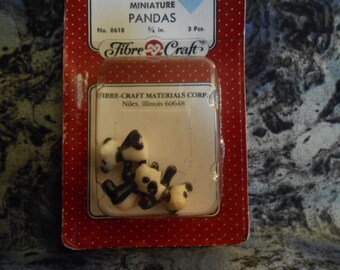 MINIATURE
PANDAS
No. 8618 ¾ in. 3 Pcs.
Fibre Craft
FIBRE-CRAFT MATERIALS CORP.
Niles, Illinois 60648